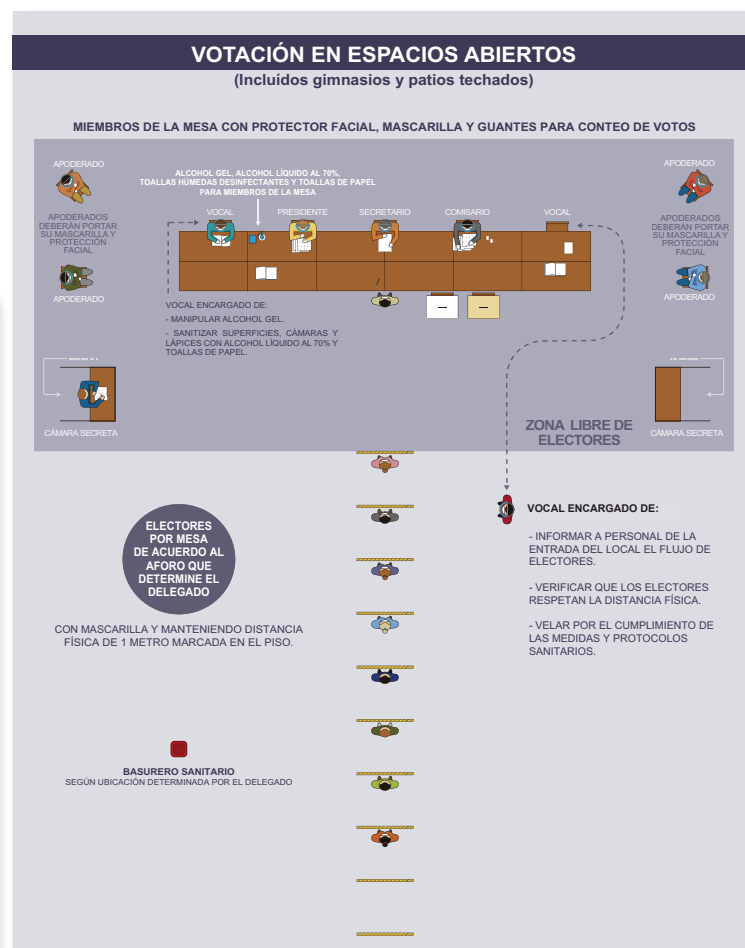 VOTACIÓN EN ESPACIOS ABIERTOS
(Incluídos gimnasios y patios techados)
MIEMBROS DE LA MESA CON PROTECTOR FACIAL, MASCARILLA Y GUANTES PARA CONTEO DE VOTOS
APODERADO
APODERADOS
DEBERÁN PORTAR
SU MASCARILLA Y
PROTECCIÓN
FACIAL
APODERADO
ALCOHOL GEL, ALCOHOL LÍQUIDO AL 70%,
TOALLAS HÚMEDAS DESINFECTANTES Y TOALLAS DE PAPEL
PARA MIEMBROS DE LA MESA
VOCAL
PRESIDENTE
SECRETARIO
COMISARIO
VOCAL
APODERADO
APODERADOS
DEBERÁN PORTAR
SU MASCARILLA Y
PROTECCIÓN
FACIAL
APODERADO
VOCAL ENCARGADO DE:
- MANIPULAR ALCOHOL GEL.
- SANITIZAR SUPERFICIES, CÁMARAS Y
LÁPICES CON ALCOHOL LÍQUIDO AL 70% Y
TOALLAS DE PAPEL.
CÁMARA SECRETA
ZONA LIBRE DE
ELECTORES
CÁMARA SECRETA
ELECTORES
POR MESA
DE ACUERDO AL
AFORO QUE
DETERMINE EL
DELEGADO
CON MASCARILLA Y MANTENIENDO DISTANCIA
FÍSICA DE 1 METRO MARCADA EN EL PISO.
VOCAL ENCARGADO DE:
- INFORMAR A PERSONAL DE LA
ENTRADA DEL LOCAL EL FLUJO DE
ELECTORES.
- VERIFICAR QUE LOS ELECTORES
RESPETAN LA DISTANCIA FÍSICA.
- VELAR POR EL CUMPLIMIENTO DE
LAS MEDIDAS Y PROTOCOLOS
SANITARIOS.
BASURERO SANITARIO
SEGÚN UBICACIÓN DETERMINADA POR EL DELEGADO